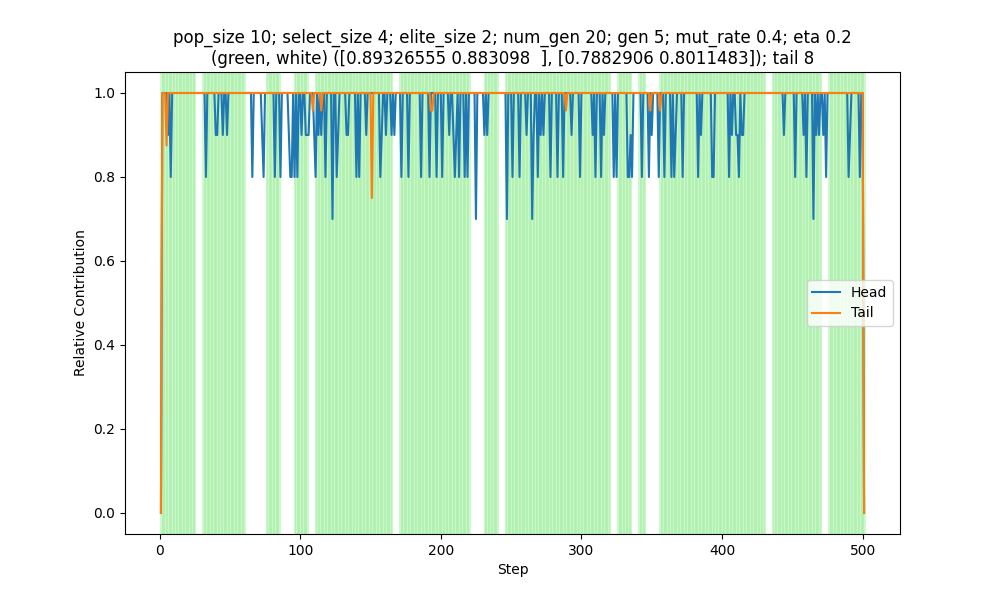 pop_size 10; select_size 4; elite_size 2; num_gen 20; gen 5; mut_rate 0.4; eta 0.2
(green, white) ([0.89326555 0.883098  ], [0.7882906 0.8011483]); tail 8
1.0
0.8
0.6
0.4
0.2
0.0
Relative Contribution
Head
Tail
0
100
200
300
400
500
Step